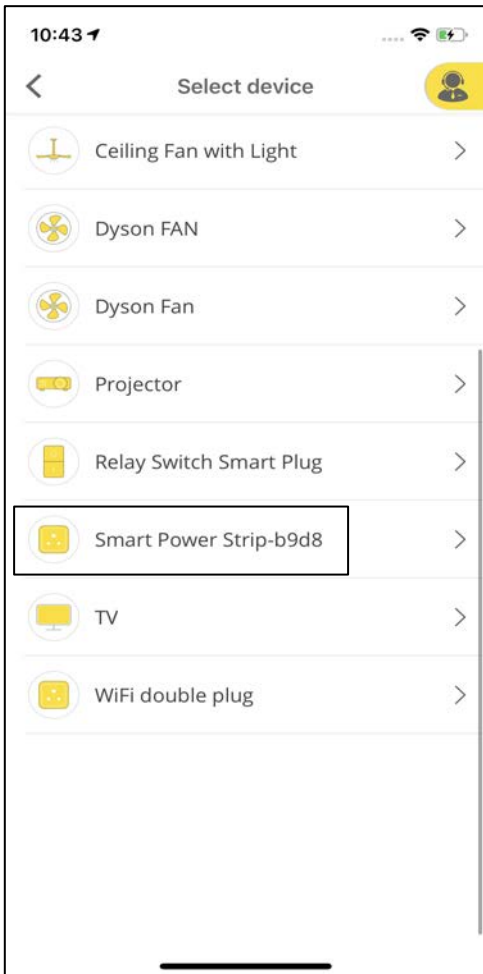 10:43
Select device
Ceiling Fan with Light
Dyson FAN
Dyson Fan
Projector
Relay Switch Smart Plug
Smart Power Strip-b9d8
TV
WiFi double plug